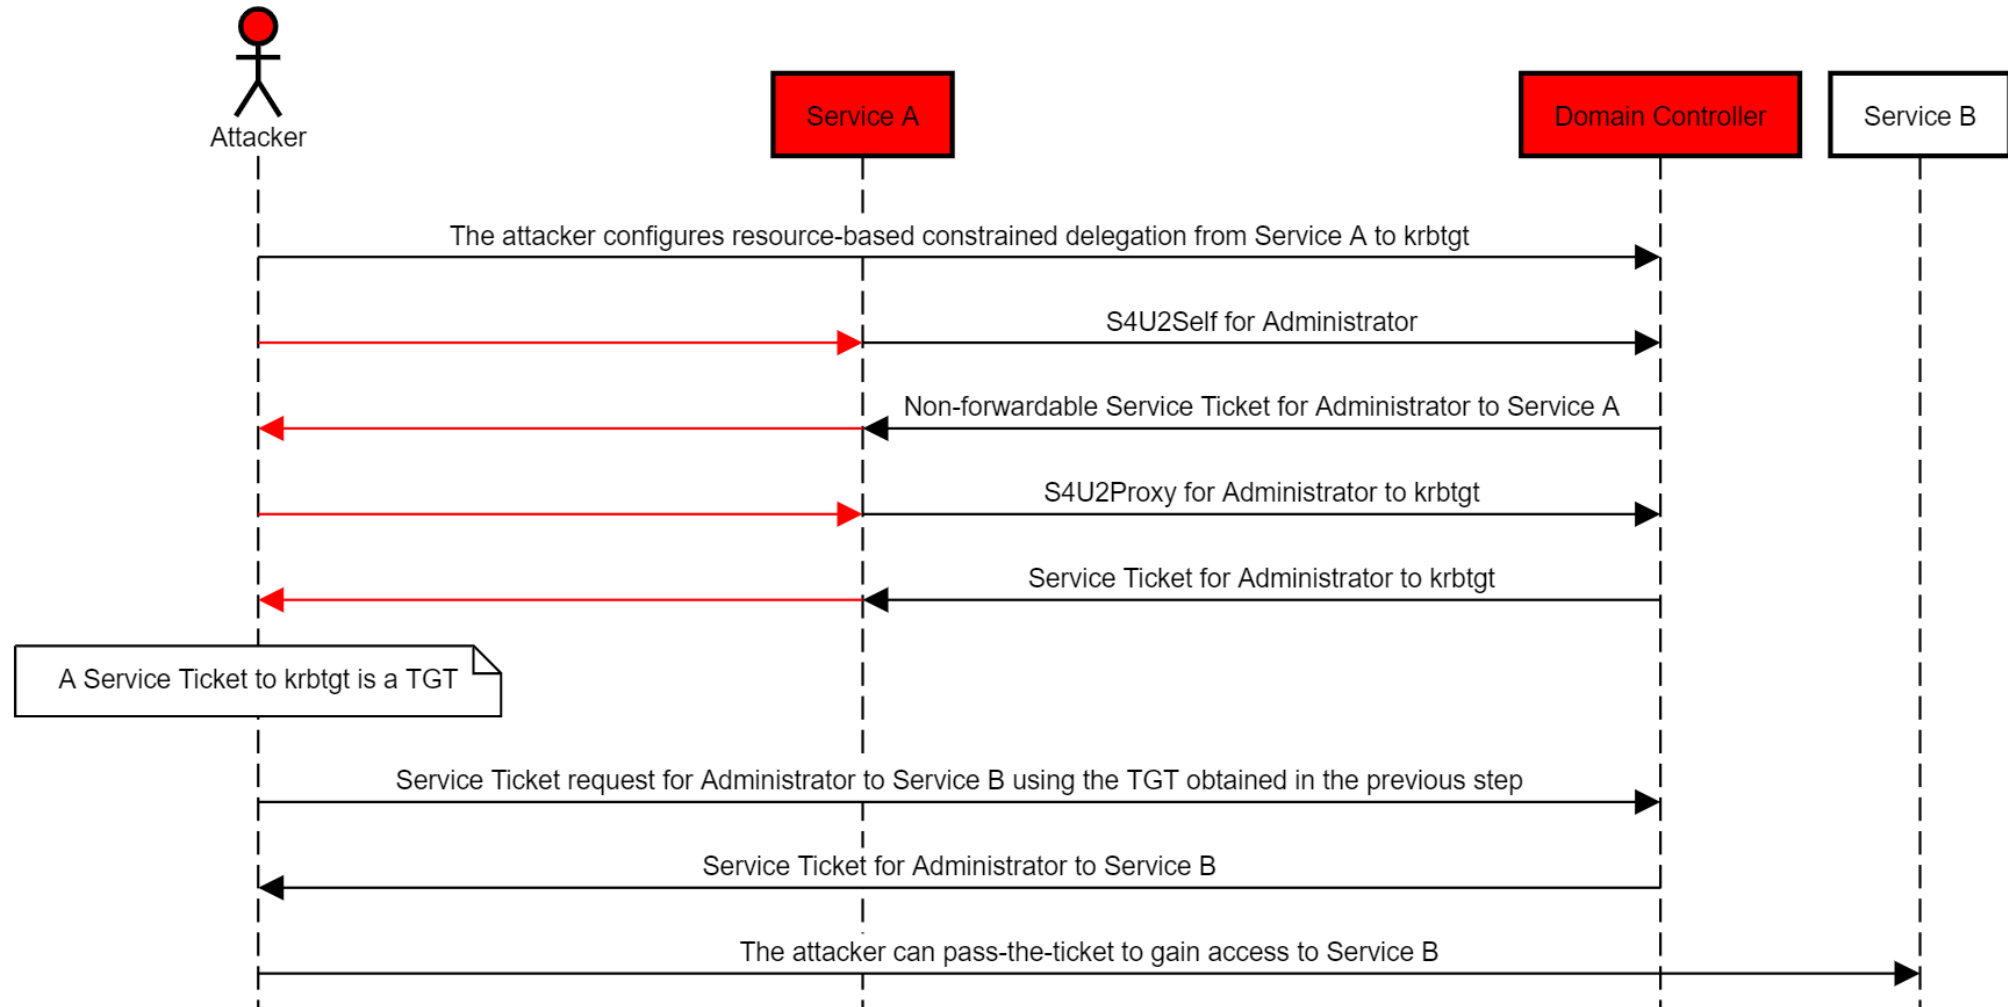 Attacker
Service A
Domain Controller
Service B
The attacker configures resource-based constrained delegation from Service A to krbtgt
S4U2Self for Administrator
Non-forwardable Service Ticket for Administrator to Service A
S4U2Proxy for Administrator to krbtgt
Service Ticket for Administrator to krbtgt
A Service Ticket to krbtgt is a TGT
Service Ticket request for Administrator to Service B using the TGT obtained in the previous step
Service Ticket for Administrator to Service B
The attacker can pass-the-ticket to gain access to Service B